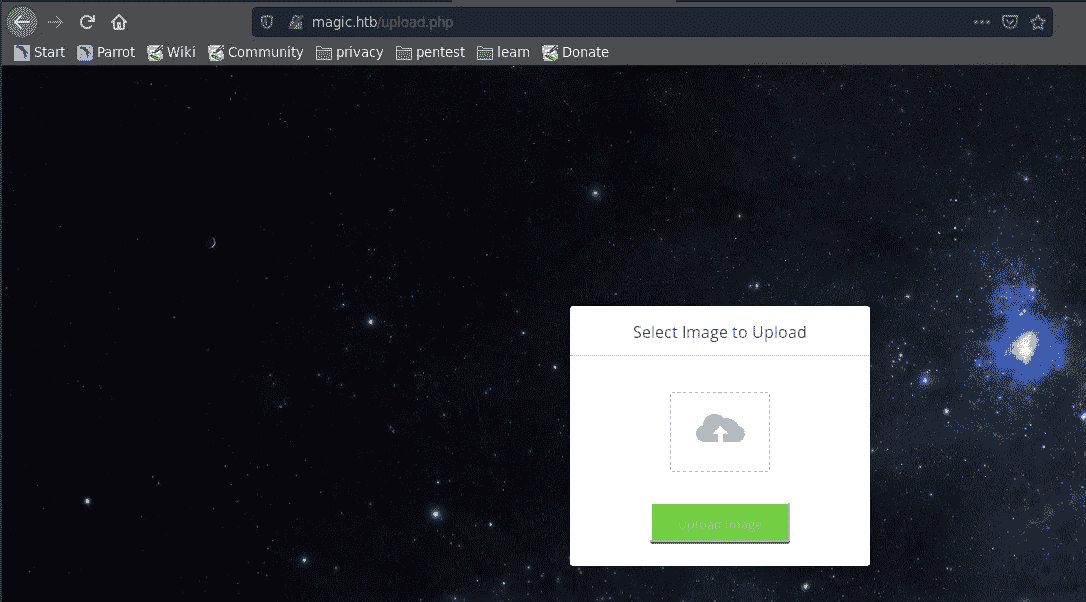 magic.htb/upload.php
Start Parrot Wiki Community privacy pentest learn Donate
Select Image to Upload
Upload Image